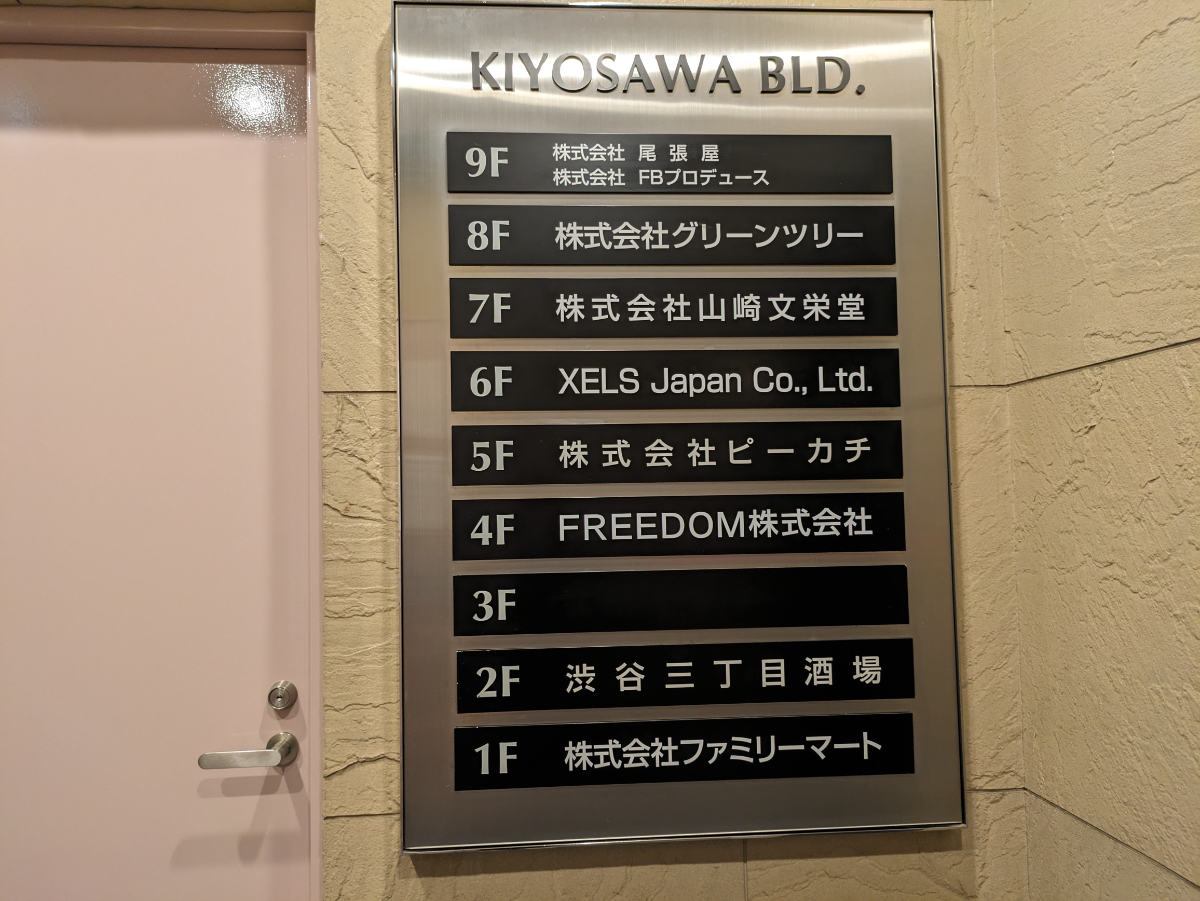 KIYOSAWA BLD.
9F 株式会社 尾張屋
株式会社 FBプロデュース
8F 株式会社グリーンツリー
7F 株式会社山崎文栄堂
6F XELS Japan Co., Ltd.
5F 株式会社ピーカチ
4F FREEDOM株式会社
3F
2F 渋谷三丁目酒場
1F 株式会社ファミリーマート